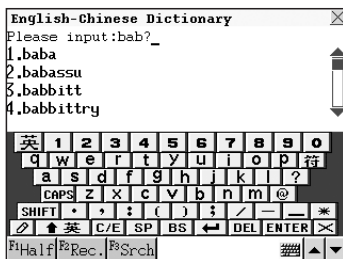 English-Chinese Dictionary
Please input:bab?_
1.baba
2.babassu
3.babbitt
4.babbittry
英 1 2 3 4 5 6 7 8 9 0
q w e r t y u i o p 符
a s d f g h j k l ?
CAPS z x c v b n m @
SHIFT • , : ( ) ; / — __ *
英 C/E SP BS DEL ENTER
F1Half F2Rec. F3Srch